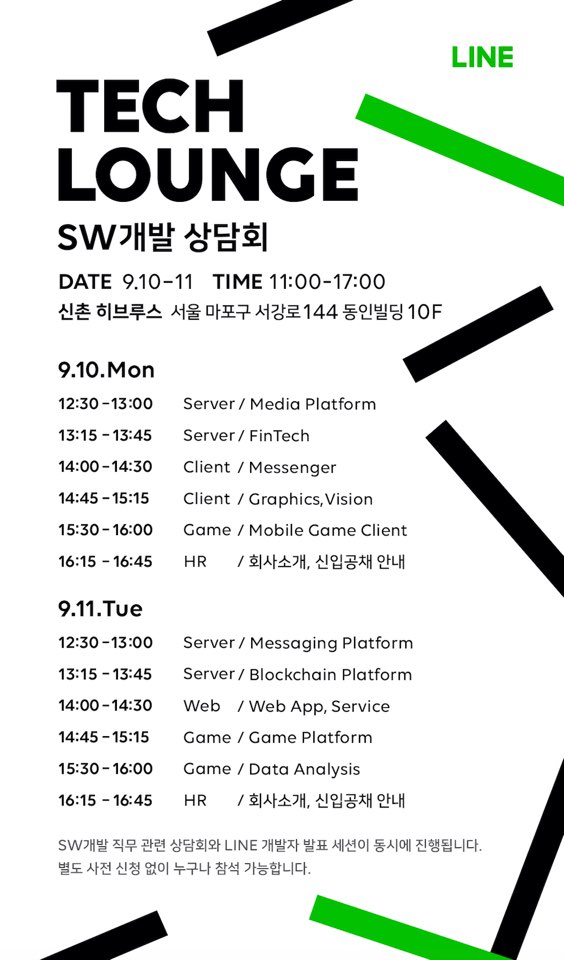 LINE
TECH
LOUNGE
SW개발 상담회
DATE 9.10-11 TIME 11:00-17:00
신촌 히브루스 서울 마포구 서강로144 동인빌딩 10F
9.10.Mon
12:30-13:00 Server / Media Platform
13:15 - 13:45 Server / FinTech
14:00-14:30 Client / Messenger
14:45 - 15:15 Client / Graphics,Vision
15:30-16:00 Game / Mobile Game Client
16:15 - 16:45 HR / 회사소개, 신입공채 안내
9.11.Tue
12:30-13:00 Server / Messaging Platform
13:15 - 13:45 Server / Blockchain Platform
14:00-14:30 Web / Web App, Service
14:45 - 15:15 Game / Game Platform
15:30-16:00 Game / Data Analysis
16:15 - 16:45 HR / 회사소개, 신입공채 안내
SW개발 직무 관련 상담회와 LINE 개발자 발표 세션이 동시에 진행됩니다.
별도 사전 신청 없이 누구나 참석 가능합니다.